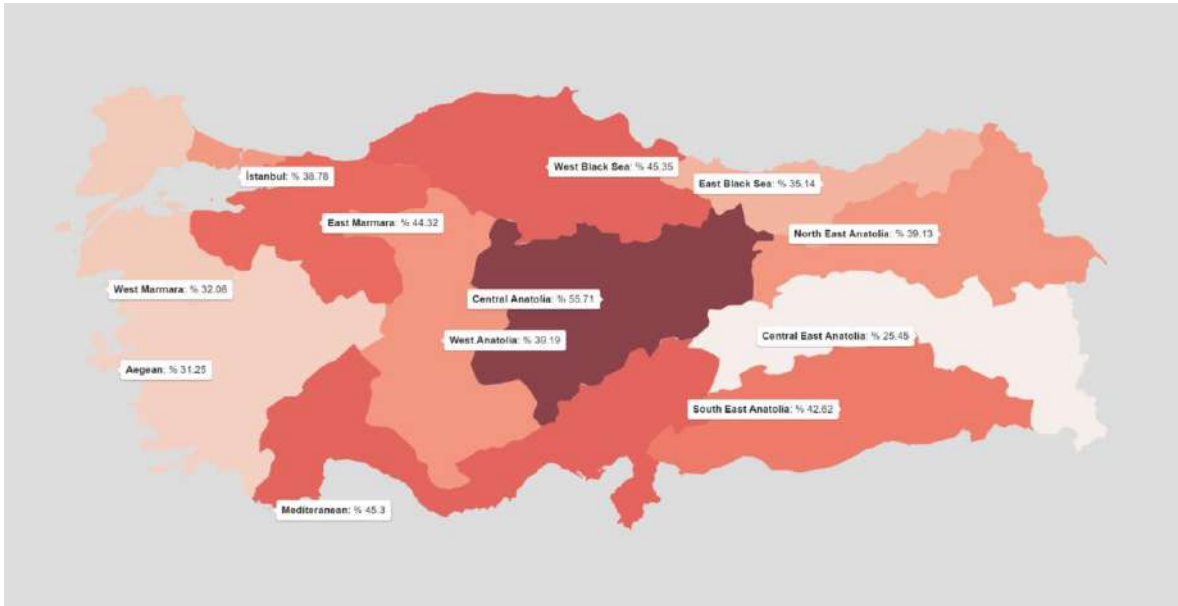 West Black Sea: % 45.35
İstanbul: % 38.78
East Black Sea: % 35.14
East Marmara: % 44.32
North East Anatolia: % 39.13
West Marmara: % 32.08
Central Anatolia: % 55.71
Central East Anatolia: % 25.45
West Anatolia: % 39.19
Aegean: % 31.25
South East Anatolia: % 42.62
Mediteranean: % 45.3